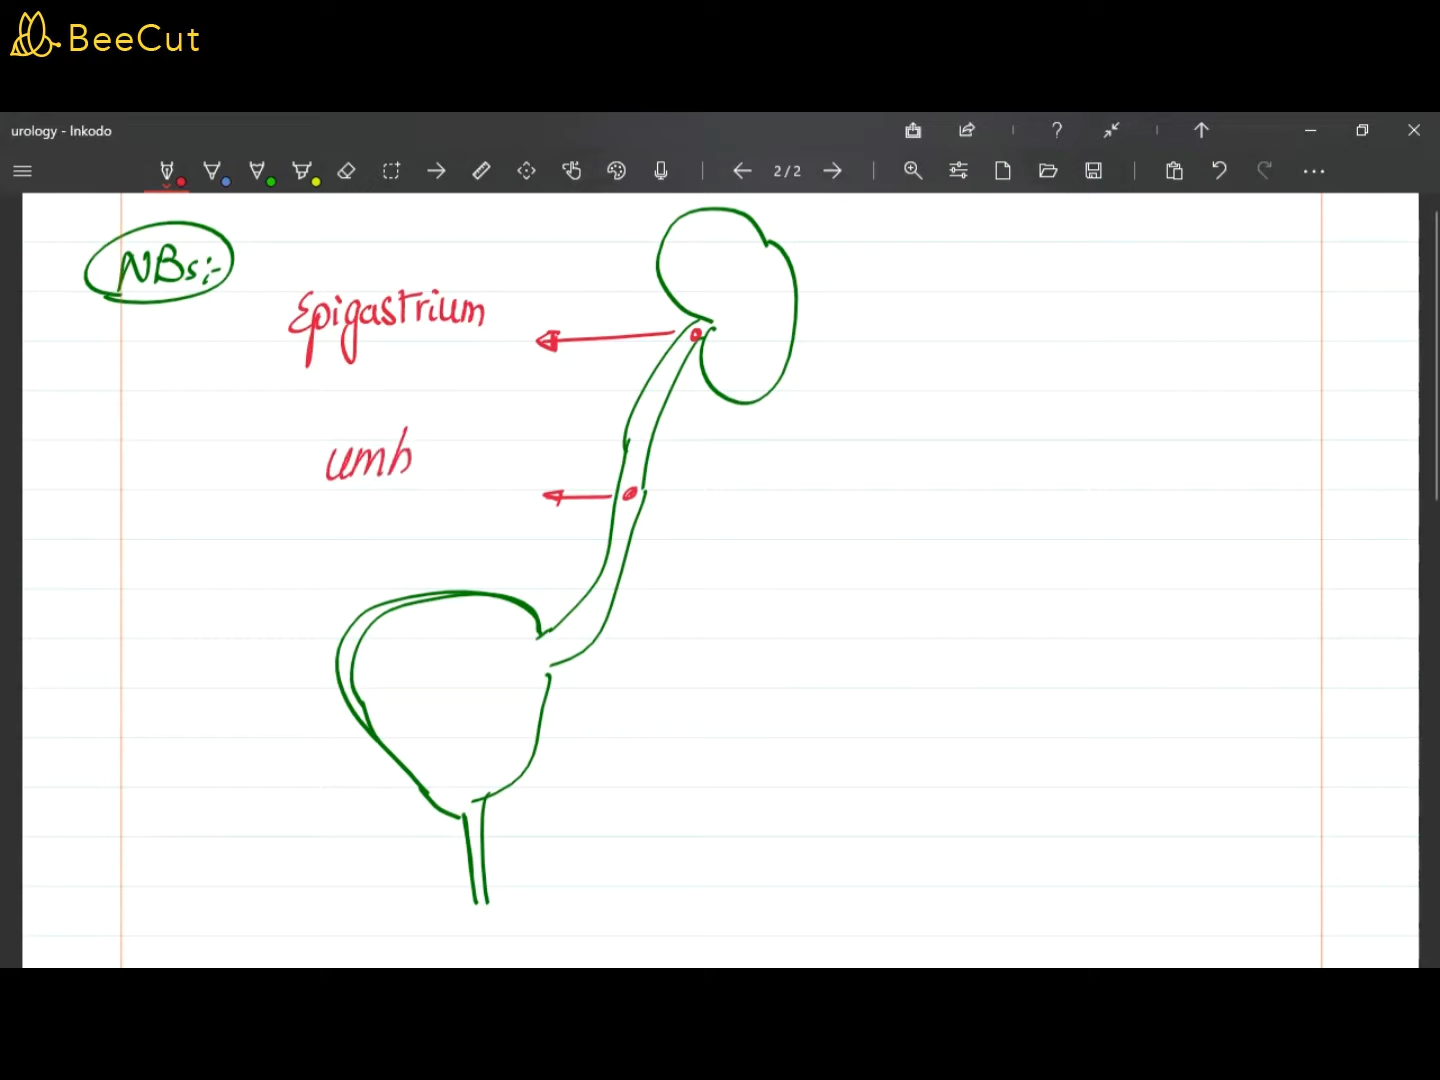 BeeCut
urology - Inkodo
2/2
NBs:-
Epigastrium
umb